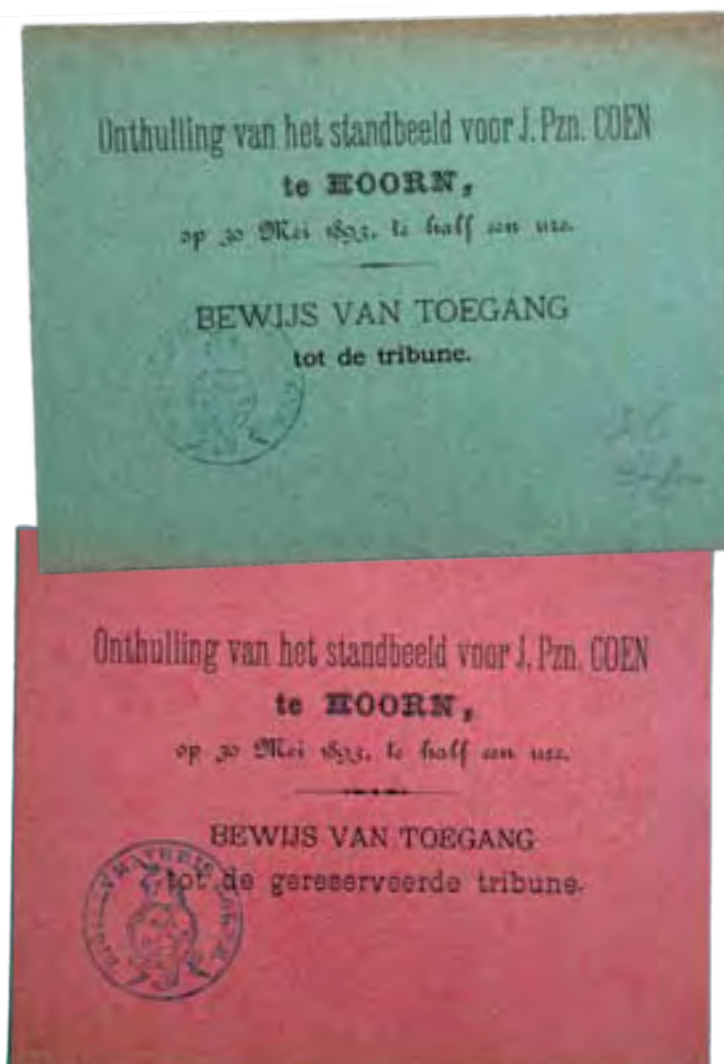 Onthulling van het standbeeld voor J. Pzn. COEN
te HOORN,
op 30 Mei 1893, te half een ure.
BEWIJS VAN TOEGANG
tot de tribune.
Onthulling van het standbeeld voor J. Pzn. COEN
te HOORN,
op 30 Mei 1893, te half een ure.
BEWIJS VAN TOEGANG
tot de gereserveerde tribune.